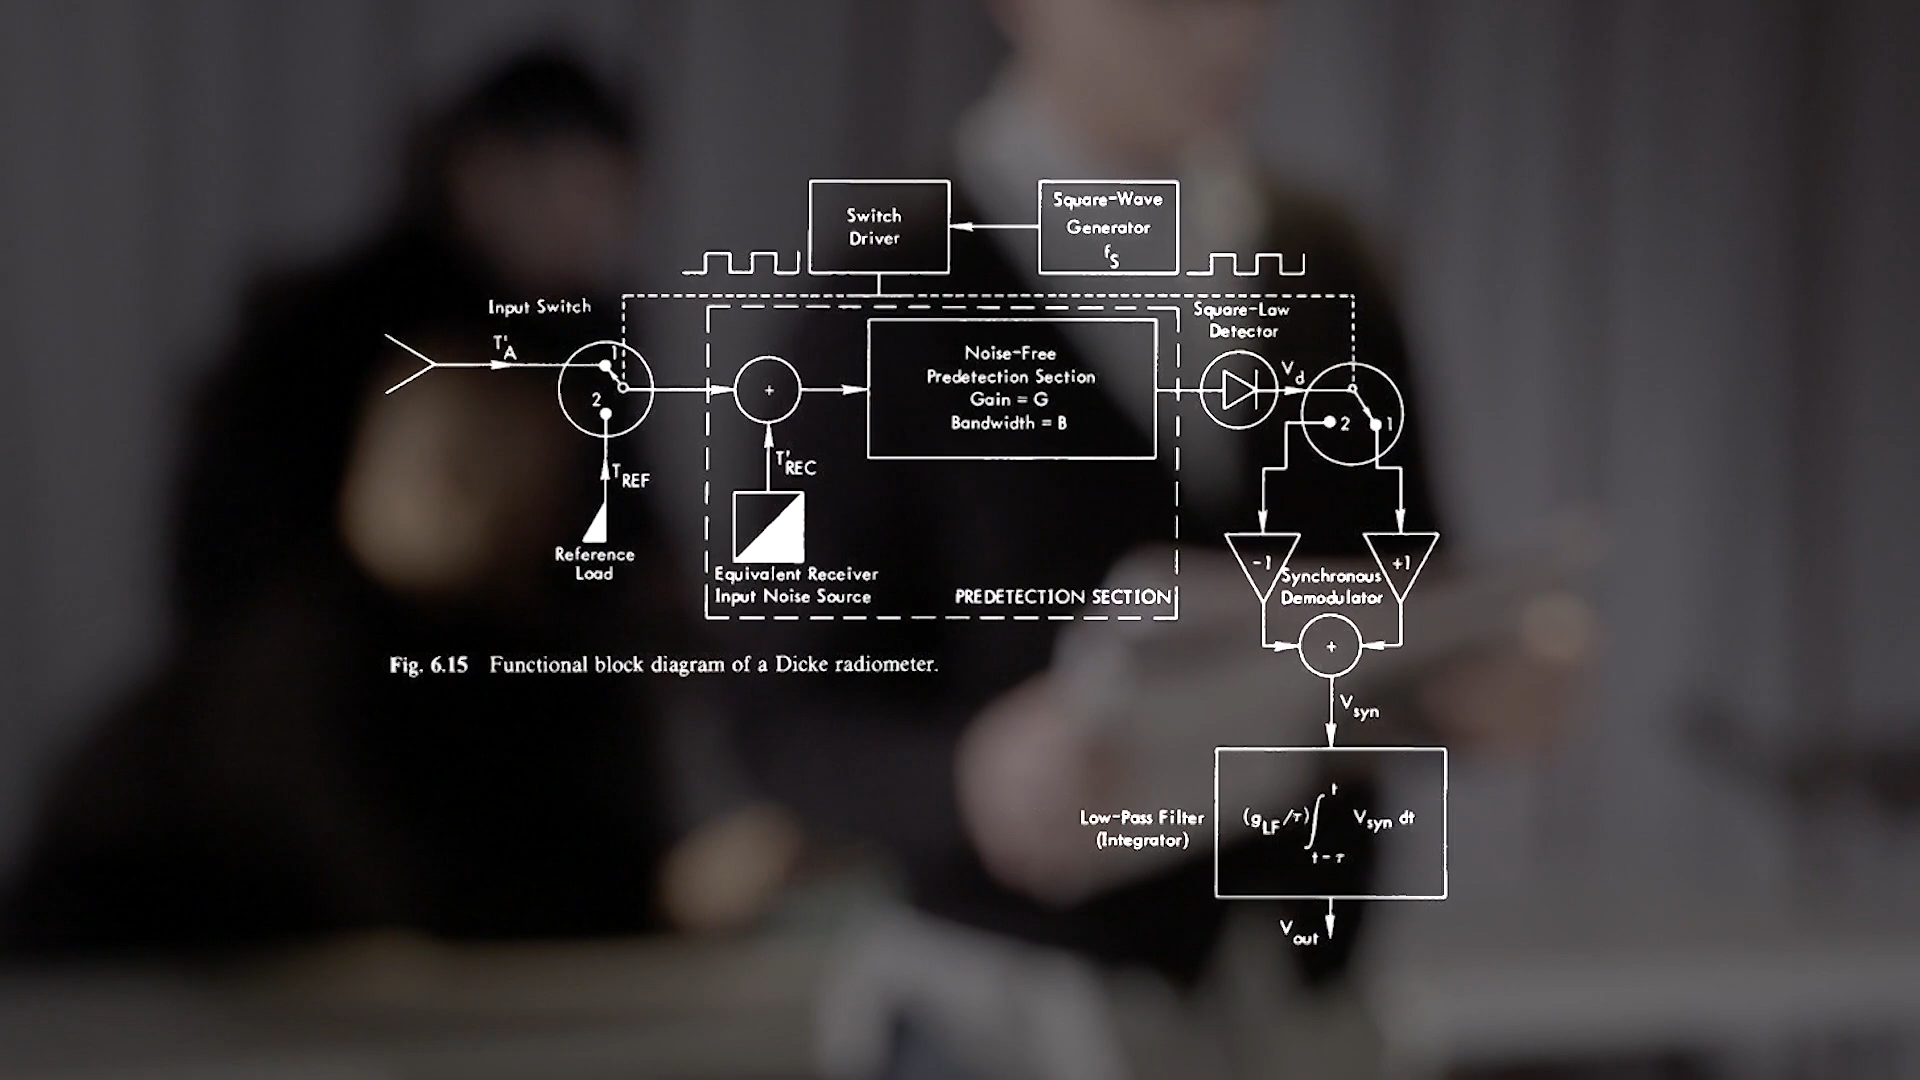 Switch
Driver
Square-Wave
Generator
fS
Input Switch
T'A
1
2
TREF
Reference
Load
+
T'REC
Equivalent Receiver
Input Noise Source
Noise-Free
Predetection Section
Gain = G
Bandwidth = B
PREDETECTION SECTION
Square-Law
Detector
Vd
2
1
-1
+1
Synchronous
Demodulator
+
Vsyn
Low-Pass Filter
(Integrator)
(gLF/τ) ∫ t t-τ Vsyn dt
Vout
Fig. 6.15 Functional block diagram of a Dicke radiometer.